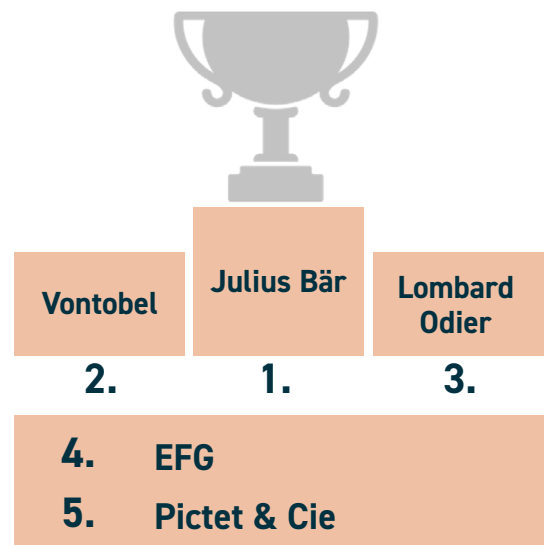 Vontobel
Julius Bär
Lombard
Odier
2.
1.
3.
4. EFG
5. Pictet & Cie